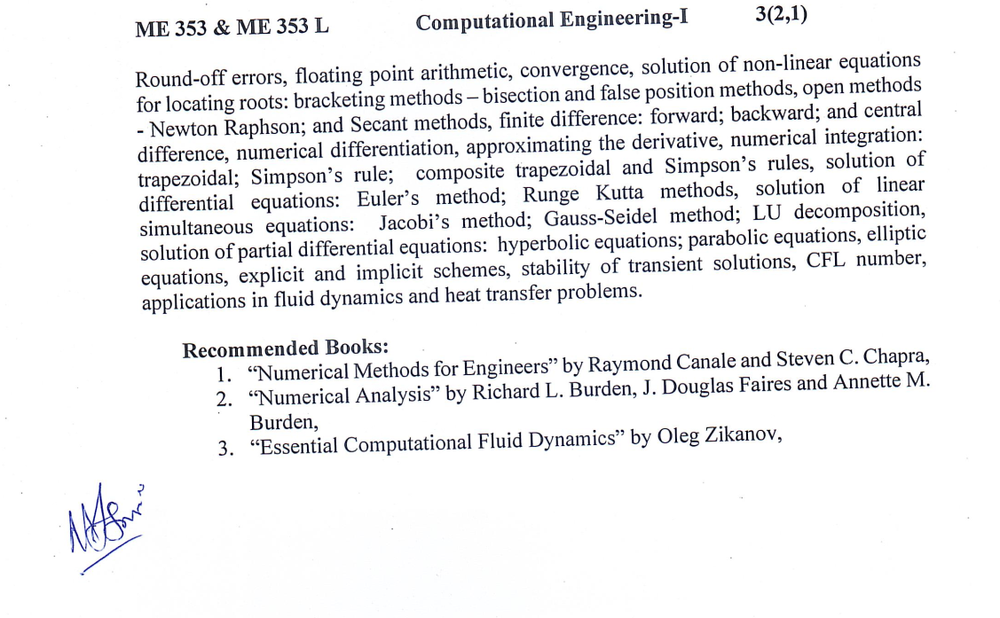 ME 353 & ME 353 L Computational Engineering-I 3(2,1)
Round-off errors, floating point arithmetic, convergence, solution of non-linear equations
for locating roots: bracketing methods – bisection and false position methods, open methods
- Newton Raphson; and Secant methods, finite difference: forward; backward; and central
difference, numerical differentiation, approximating the derivative, numerical integration:
trapezoidal; Simpson's rule; composite trapezoidal and Simpson's rules, solution of
differential equations: Euler's method; Runge Kutta methods, solution of linear
simultaneous equations: Jacobi's method; Gauss-Seidel method; LU decomposition,
solution of partial differential equations: hyperbolic equations; parabolic equations, elliptic
equations, explicit and implicit schemes, stability of transient solutions, CFL number,
applications in fluid dynamics and heat transfer problems.
Recommended Books:
1. “Numerical Methods for Engineers” by Raymond Canale and Steven C. Chapra,
2. “Numerical Analysis” by Richard L. Burden, J. Douglas Faires and Annette M.
Burden,
3. “Essential Computational Fluid Dynamics” by Oleg Zikanov,